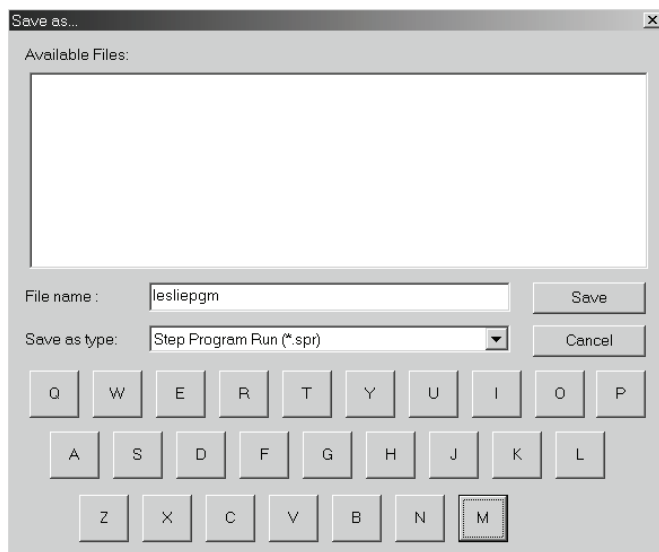 Save as...
Available Files:
File name : lesliepgm Save
Save as type: Step Program Run (*.spr) Cancel
Q W E R T Y U I O P
A S D F G H J K L
Z X C V B N M